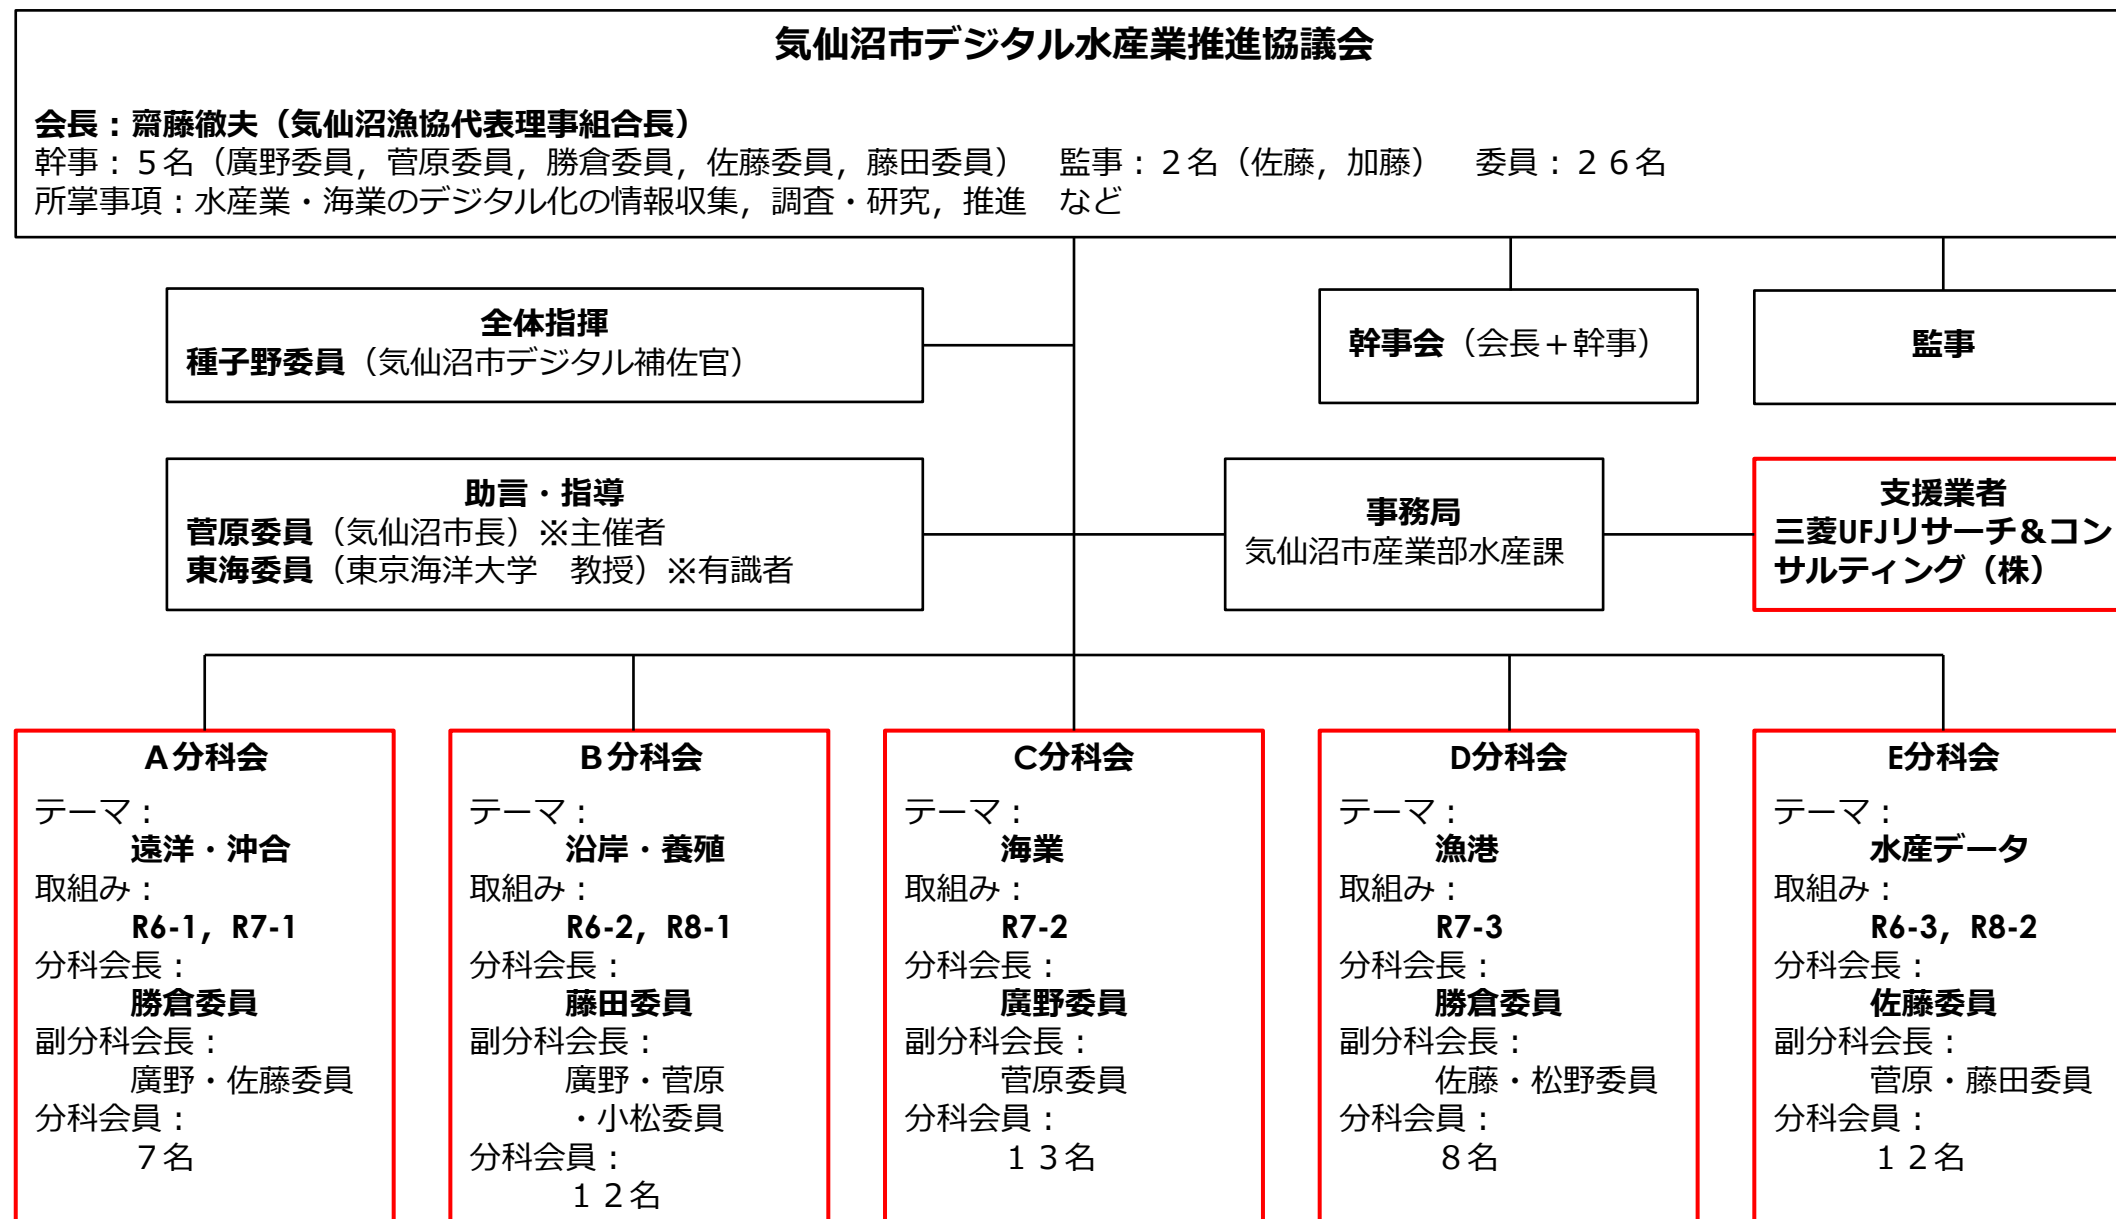 気仙沼市デジタル水産業推進協議会
会長：齋藤徹夫（気仙沼漁協代表理事組合長）
幹事：５名（廣野委員，菅原委員，勝倉委員，佐藤委員，藤田委員）　監事：２名（佐藤，加藤）　委員：２６名
所掌事項：水産業・海業のデジタル化の情報収集，調査・研究，推進　など
全体指揮
種子野委員（気仙沼市デジタル補佐官）
幹事会（会長＋幹事）
監事
助言・指導
菅原委員（気仙沼市長）※主催者
東海委員（東京海洋大学　教授）※有識者
事務局
気仙沼市産業部水産課
支援業者
三菱UFJリサーチ＆コン
サルティング（株）
Ａ分科会
テーマ：
遠洋・沖合
取組み：
R6-1，R7-1
分科会長：
勝倉委員
副分科会長：
廣野・佐藤委員
分科会員：
７名
Ｂ分科会
テーマ：
沿岸・養殖
取組み：
R6-2，R8-1
分科会長：
藤田委員
副分科会長：
廣野・菅原
・小松委員
分科会員：
１２名
C分科会
テーマ：
海業
取組み：
R7-2
分科会長：
廣野委員
副分科会長：
菅原委員
分科会員：
１３名
D分科会
テーマ：
漁港
取組み：
R7-3
分科会長：
勝倉委員
副分科会長：
佐藤・松野委員
分科会員：
８名
E分科会
テーマ：
水産データ
取組み：
R6-3，R8-2
分科会長：
佐藤委員
副分科会長：
菅原・藤田委員
分科会員：
１２名